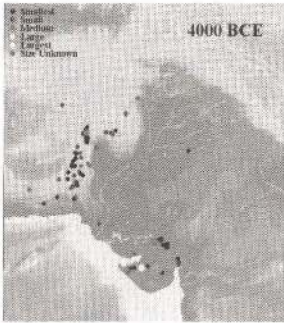 Smallest
Small
Medium
Large
Largest
Size Unknown
4000 BCE